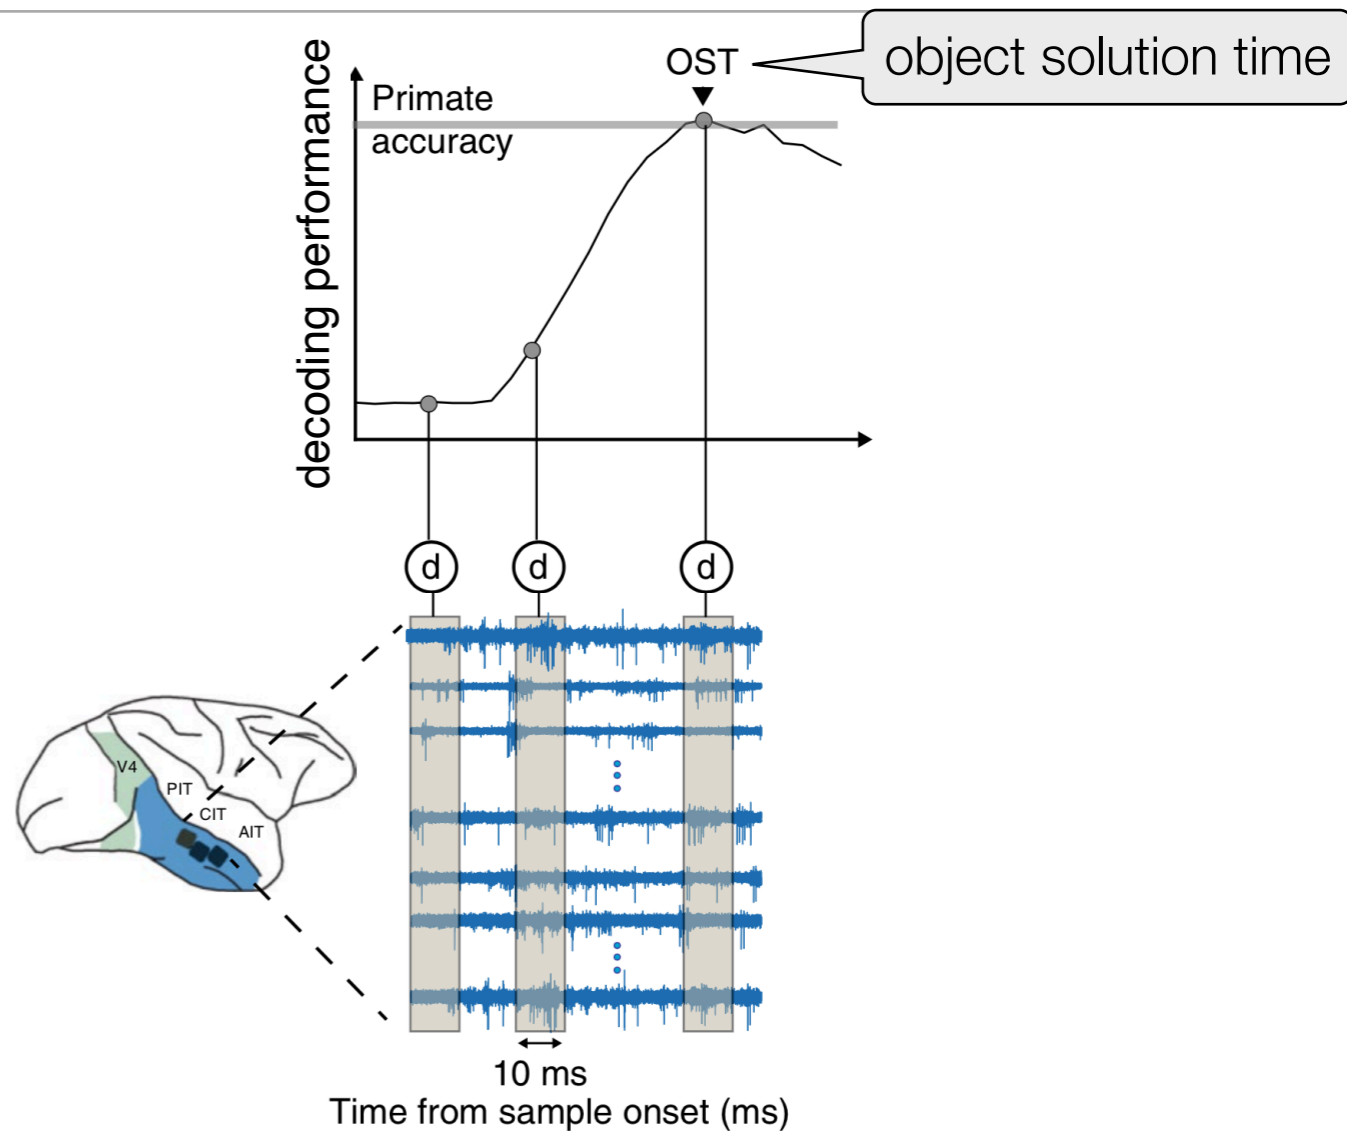 object solution time
OST
Primate
accuracy
decoding performance
d
d
d
V4
PIT
CIT
AIT
10 ms
Time from sample onset (ms)